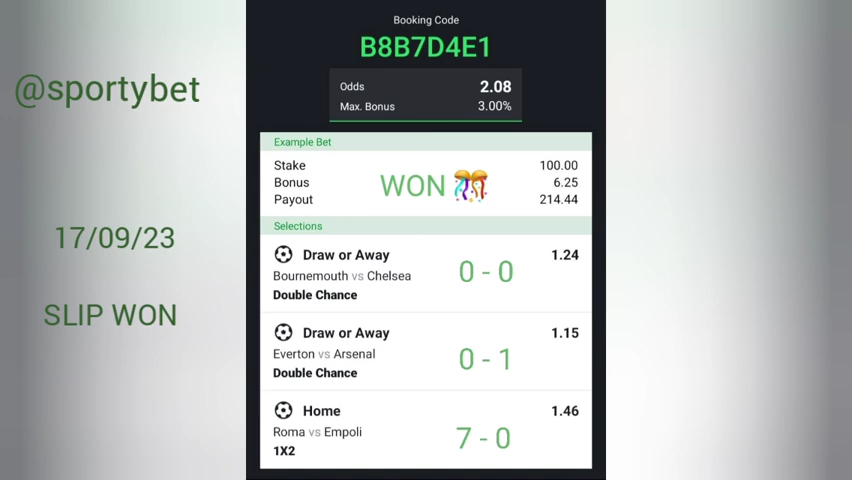 @sportybet
17/09/23
SLIP WON
Booking Code
B8B7D4E1
Odds 2.08
Max. Bonus 3.00%
Example Bet
Stake 100.00
Bonus 6.25
Payout 214.44
WON
Selections
Draw or Away 1.24
Bournemouth vs Chelsea
Double Chance
0 - 0
Draw or Away 1.15
Everton vs Arsenal
Double Chance
0 - 1
Home 1.46
Roma vs Empoli
1X2
7 - 0